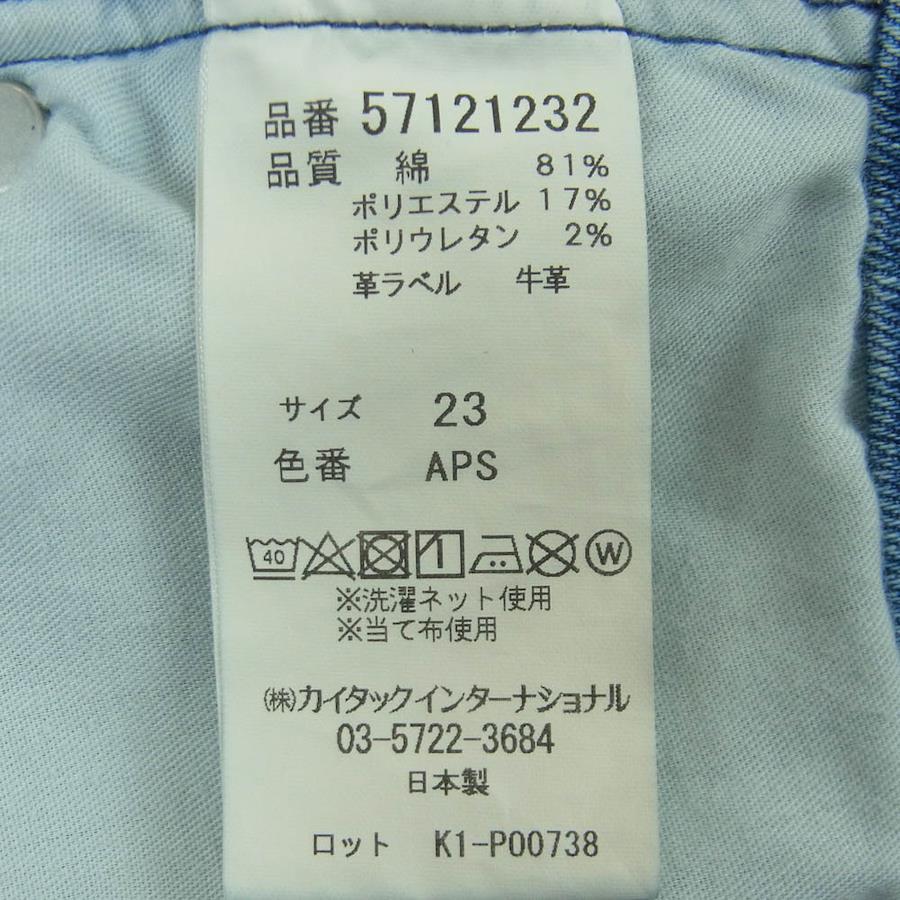 品番 57121232
品質 綿 81%
ポリエステル 17%
ポリウレタン 2%
革ラベル 牛革
サイズ 23
色番 APS
40 W
※洗濯ネット使用
※当て布使用
㈱カイタックインターナショナル
03-5722-3684
日本製
ロット K1-P00738